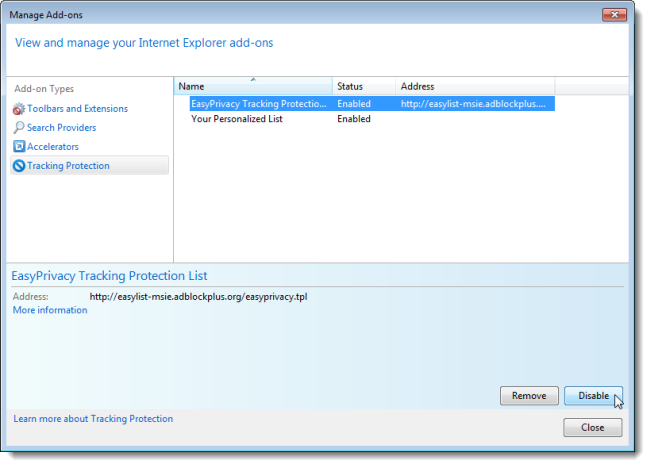 Manage Add-ons
View and manage your Internet Explorer add-ons
Add-on Types
Toolbars and Extensions
Search Providers
Accelerators
Tracking Protection
Name Status Address
EasyPrivacy Tracking Protectio... Enabled http://easylist-msie.adblockplus....
Your Personalized List Enabled
EasyPrivacy Tracking Protection List
Address: http://easylist-msie.adblockplus.org/easyprivacy.tpl
More information
Remove Disable
Learn more about Tracking Protection
Close